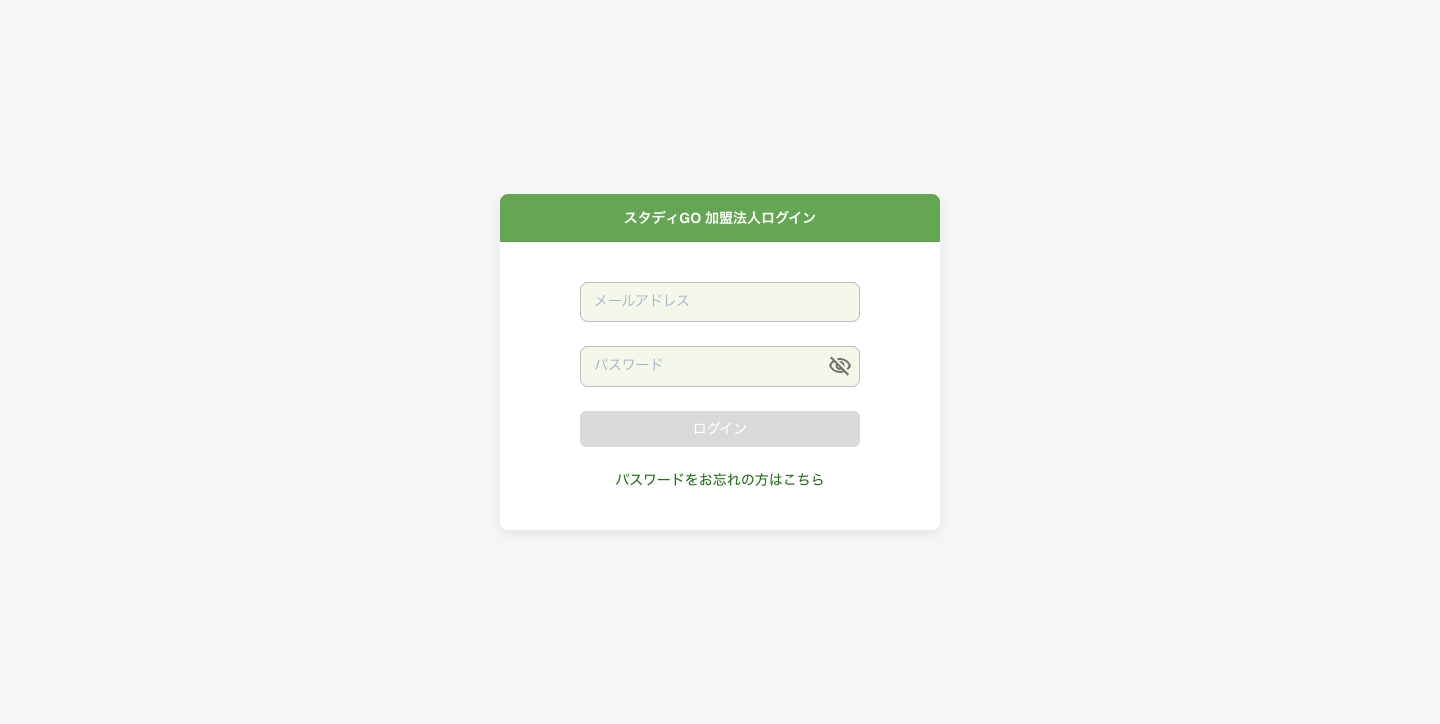 スタディGO 加盟法人ログイン
メールアドレス
パスワード
ログイン
パスワードをお忘れの方はこちら